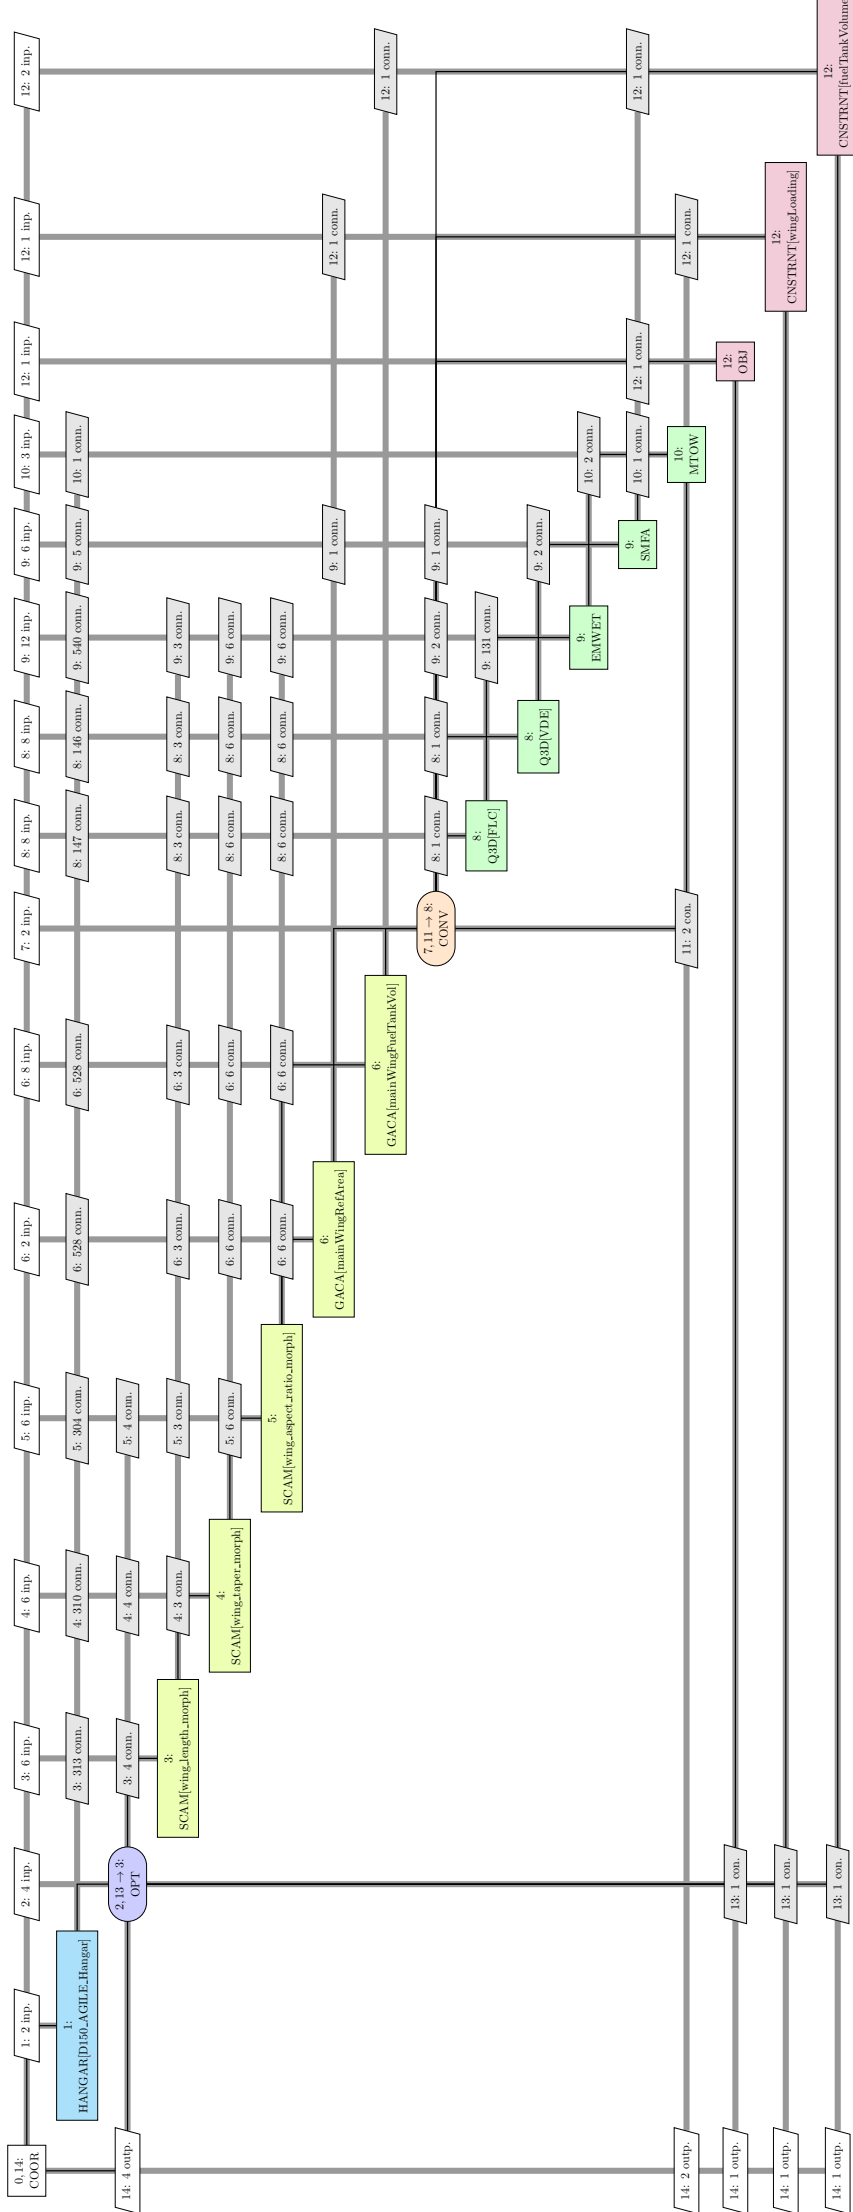 0,14:
COOR
1: 2 inp.
2: 4 inp.
3: 6 inp.
4: 6 inp.
5: 6 inp.
6: 2 inp.
6: 8 inp.
7: 2 inp.
8: 8 inp.
8: 8 inp.
9: 12 inp.
9: 6 inp.
10: 3 inp.
12: 1 inp.
12: 1 inp.
12: 2 inp.
1:
HANGAR[D150_AGILE_Hangar]
3: 313 conn.
4: 310 conn.
5: 304 conn.
6: 528 conn.
6: 528 conn.
8: 147 conn.
8: 146 conn.
9: 540 conn.
9: 5 conn.
10: 1 conn.
14: 4 outp.
2,13 → 3:
OPT
3: 4 conn.
4: 4 conn.
5: 4 conn.
3:
SCAM[wing_length_morph]
4: 3 conn.
5: 3 conn.
6: 3 conn.
6: 3 conn.
8: 3 conn.
8: 3 conn.
9: 3 conn.
4:
SCAM[wing_taper_morph]
5: 6 conn.
6: 6 conn.
6: 6 conn.
8: 6 conn.
8: 6 conn.
9: 6 conn.
5:
SCAM[wing_aspect_ratio_morph]
6: 6 conn.
6: 6 conn.
8: 6 conn.
8: 6 conn.
9: 6 conn.
6:
GACA[mainWingRefArea]
9: 1 conn.
12: 1 conn.
6:
GACA[mainWingFuelTankVol]
12: 1 conn.
7,11 → 8:
CONV
8: 1 conn.
8: 1 conn.
9: 2 conn.
9: 1 conn.
8:
Q3D[FLC]
9: 131 conn.
8:
Q3D[VDE]
9: 2 conn.
9:
EMWET
10: 2 conn.
9:
SMFA
10: 1 conn.
12: 1 conn.
12: 1 conn.
14: 2 outp.
11: 2 con.
10:
MTOW
12: 1 conn.
14: 1 outp.
13: 1 con.
12:
OBJ
14: 1 outp.
13: 1 con.
12:
CNSTRNT[wingLoading]
14: 1 outp.
13: 1 con.
12:
CNSTRNT[fuelTankVolume